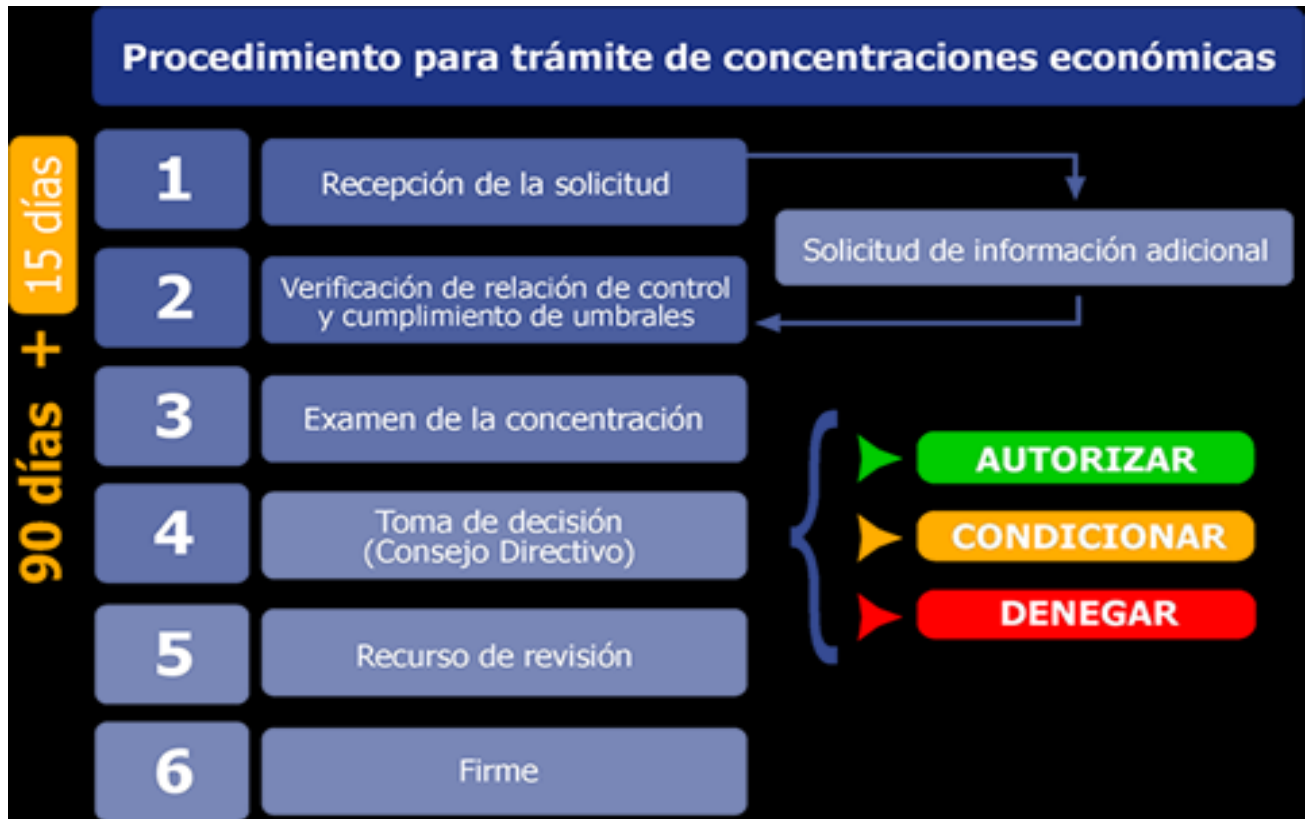 Procedimiento para trámite de concentraciones económicas
15 días
+
90 días
1
Recepción de la solicitud
Solicitud de información adicional
2
Verificación de relación de control
y cumplimiento de umbrales
3
Examen de la concentración
4
Toma de decisión
(Consejo Directivo)
AUTORIZAR
CONDICIONAR
DENEGAR
5
Recurso de revisión
6
Firme